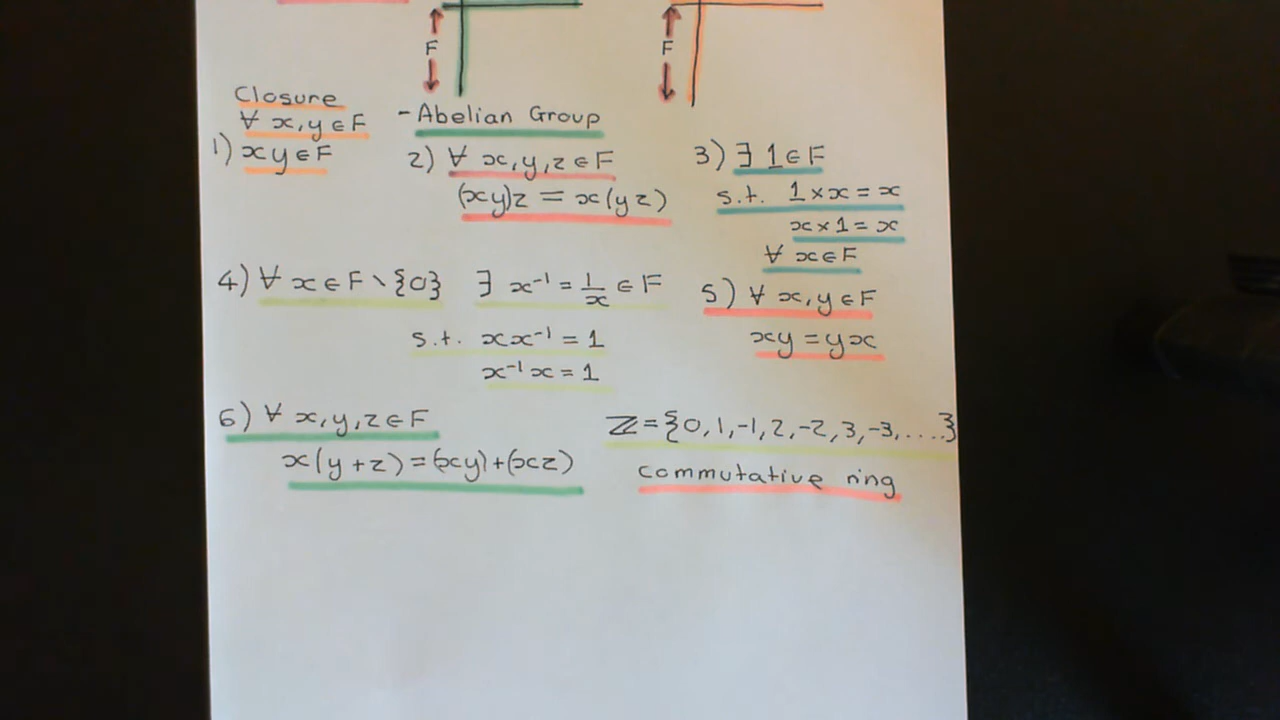 F
F
Closure
∀ x,y ∈ F
- Abelian Group
1) xy ∈ F
2) ∀ x,y,z ∈ F
(xy)z = x(yz)
3) ∃ 1 ∈ F
s.t. 1 × x = x
x × 1 = x
∀ x ∈ F
4) ∀ x ∈ F \ {0} ∃ x⁻¹ = 1/x ∈ F
s.t. xx⁻¹ = 1
x⁻¹x = 1
5) ∀ x,y ∈ F
xy = yx
6) ∀ x,y,z ∈ F
x(y+z) = (xy)+(xz)
ℤ = {0, 1, -1, 2, -2, 3, -3, ....}
commutative ring